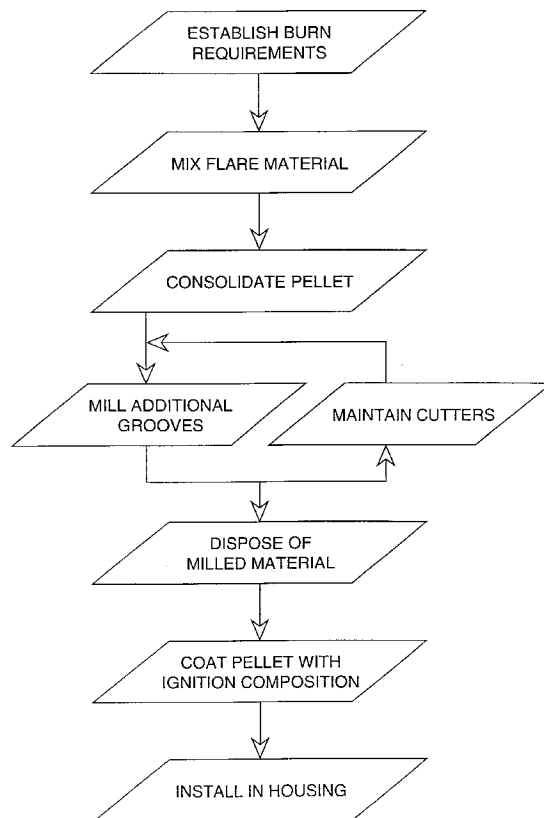 ESTABLISH BURN
REQUIREMENTS
MIX FLARE MATERIAL
CONSOLIDATE PELLET
MILL ADDITIONAL
GROOVES
MAINTAIN CUTTERS
DISPOSE OF
MILLED MATERIAL
COAT PELLET WITH
IGNITION COMPOSITION
INSTALL IN HOUSING